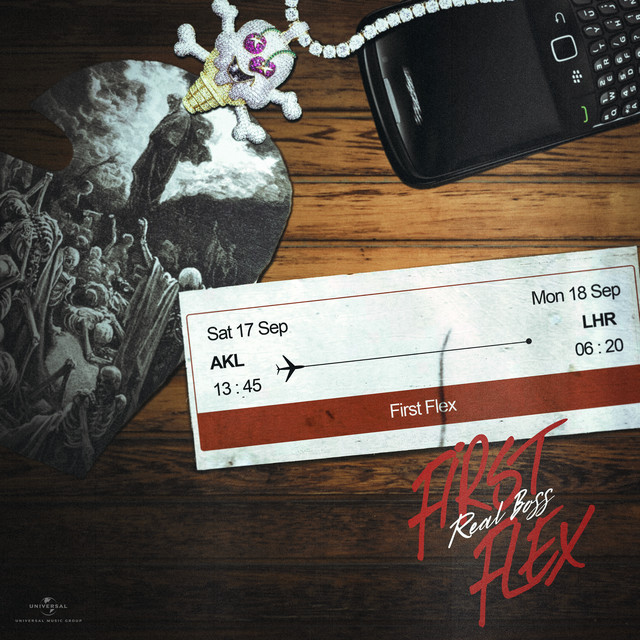 Sat 17 Sep
AKL
13 : 45
Mon 18 Sep
LHR
06 : 20
First Flex
FIRST
Real Boss
FLEX
UNIVERSAL
UNIVERSAL MUSIC GROUP